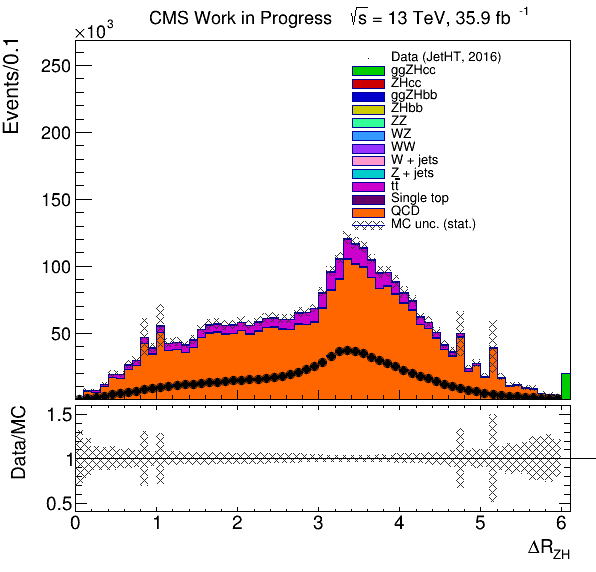 CMS Work in Progress √s = 13 TeV, 35.9 fb⁻¹
×10³
Events/0.1
250
200
150
100
50
Data (JetHT, 2016)
ggZHcc
ZHcc
ggZHbb
ZHbb
ZZ
WZ
WW
W + jets
Z + jets
tt̅
Single top
QCD
MC unc. (stat.)
Data/MC
1.5
1
0.5
0 1 2 3 4 5 6
ΔR_ZH